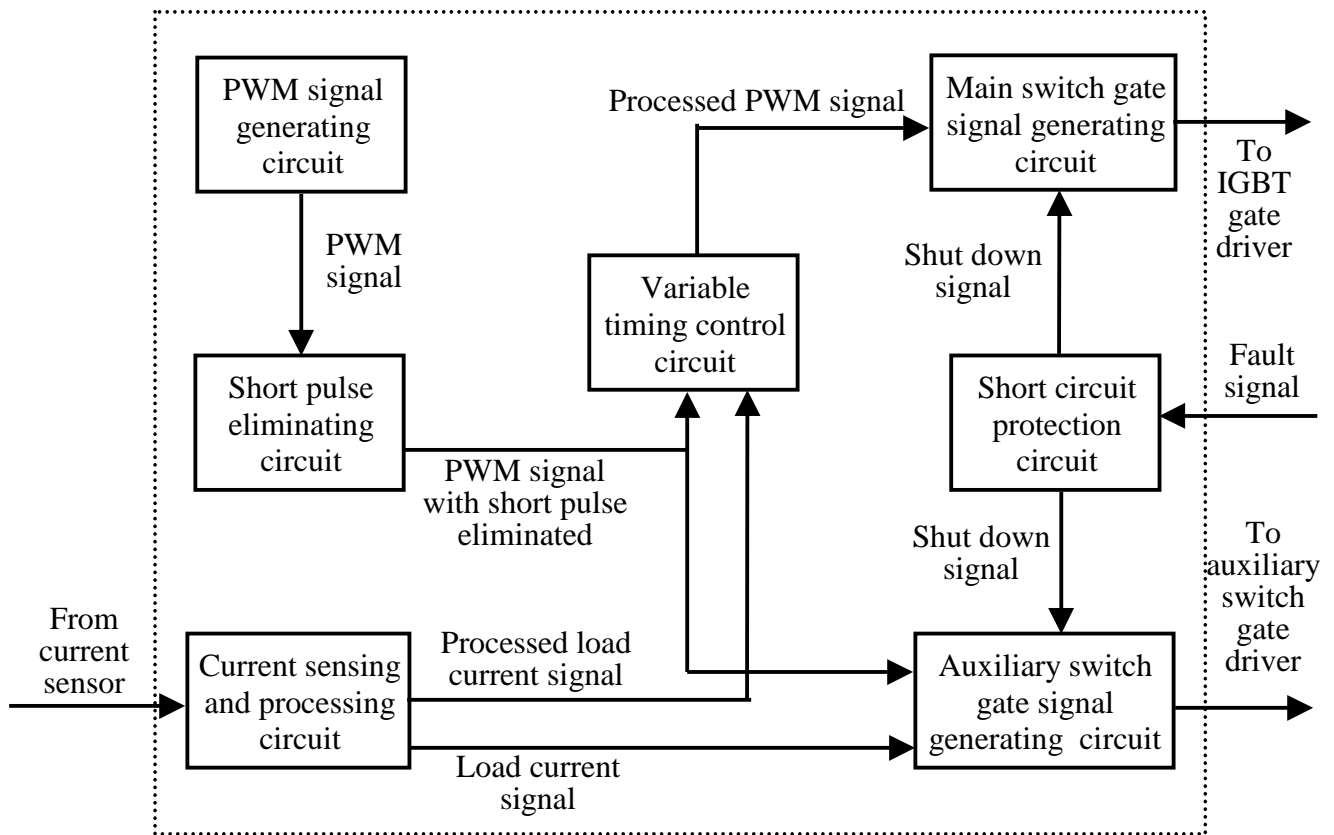 PWM signal
generating
circuit
Processed PWM signal
Main switch gate
signal generating
circuit
To
IGBT
gate
driver
PWM
signal
Variable
timing control
circuit
Shut down
signal
Short pulse
eliminating
circuit
Short circuit
protection
circuit
Fault
signal
PWM signal
with short pulse
eliminated
Shut down
signal
To
auxiliary
switch
gate
driver
From
current
sensor
Current sensing
and processing
circuit
Processed load
current signal
Auxiliary switch
gate signal
generating circuit
Load current
signal